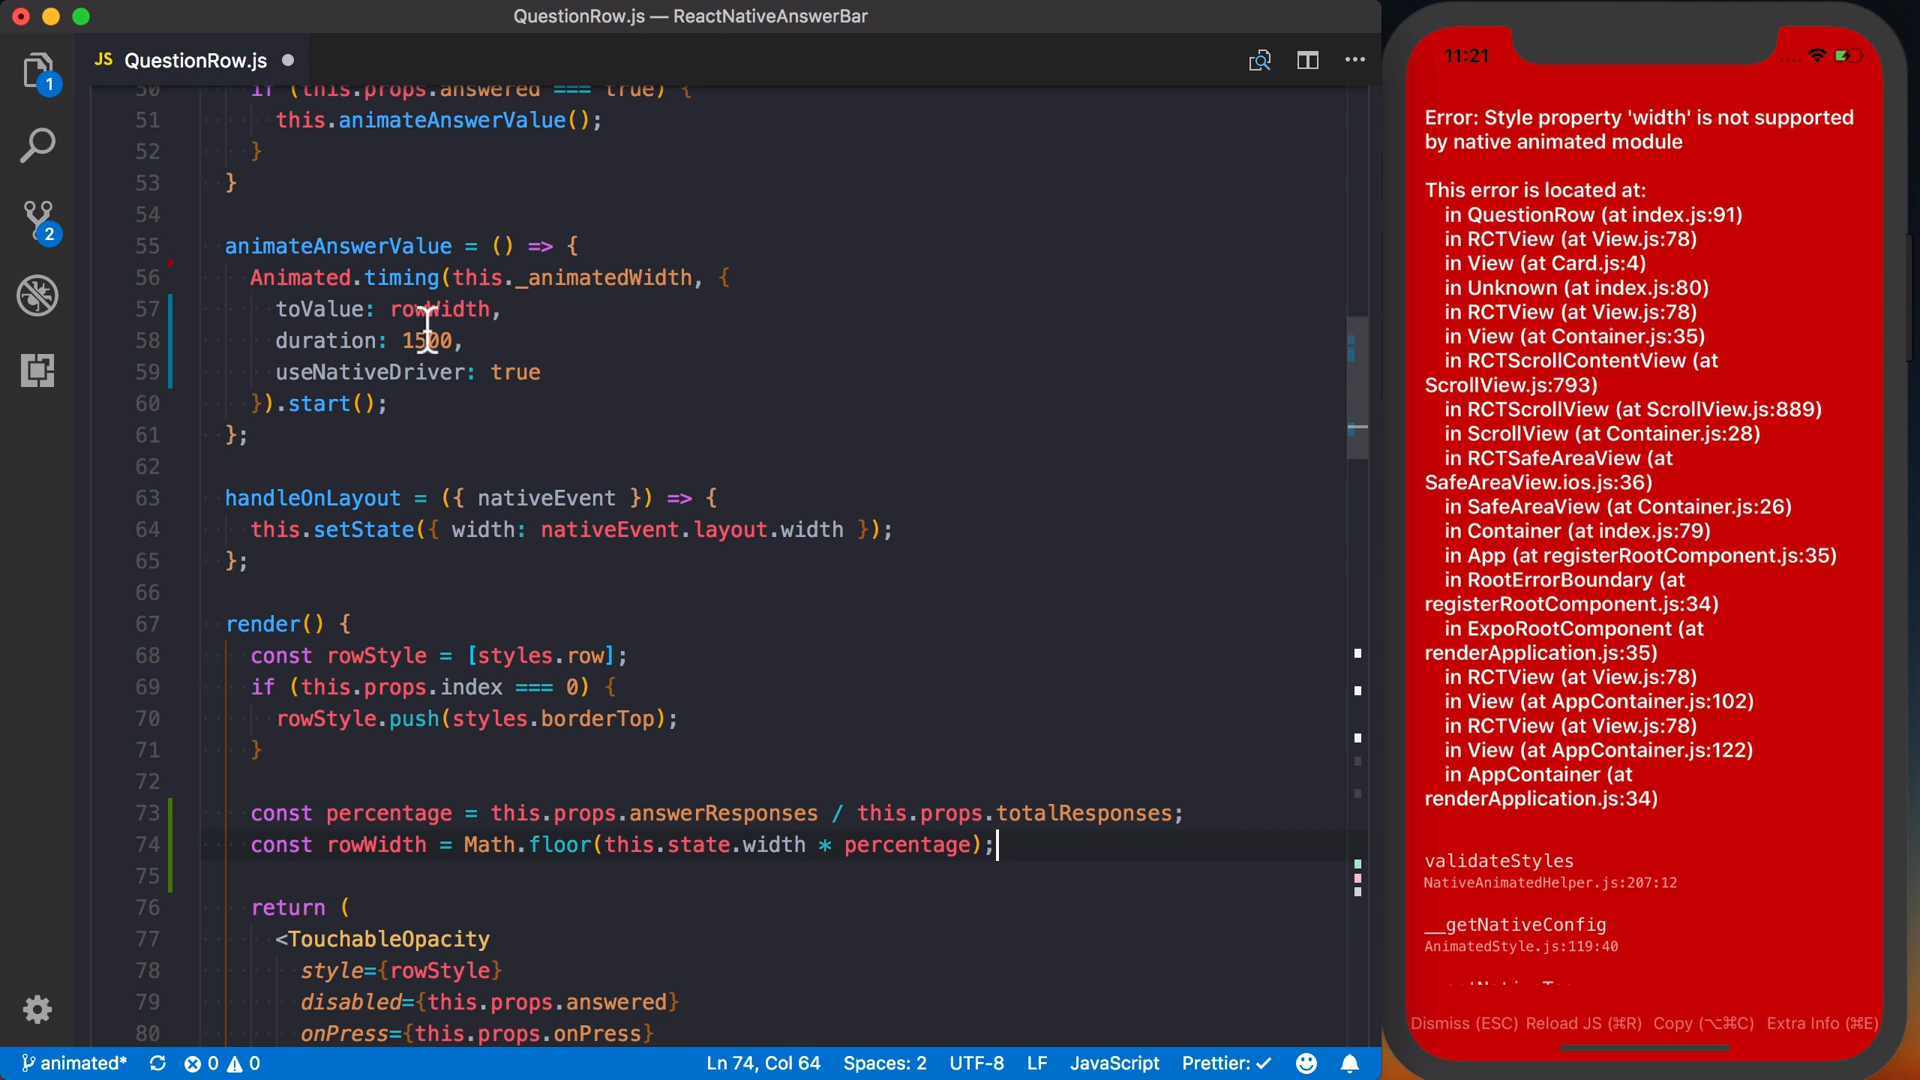 QuestionRow.js — ReactNativeAnswerBar
JS QuestionRow.js
1
2
50 if (this.props.answered === true) {
51 this.animateAnswerValue();
52 }
53 }
54
55 animateAnswerValue = () => {
56 Animated.timing(this._animatedWidth, {
57 toValue: rowWidth,
58 duration: 1500,
59 useNativeDriver: true
60 }).start();
61 };
62
63 handleOnLayout = ({ nativeEvent }) => {
64 this.setState({ width: nativeEvent.layout.width });
65 };
66
67 render() {
68 const rowStyle = [styles.row];
69 if (this.props.index === 0) {
70 rowStyle.push(styles.borderTop);
71 }
72
73 const percentage = this.props.answerResponses / this.props.totalResponses;
74 const rowWidth = Math.floor(this.state.width * percentage);
75
76 return (
77 <TouchableOpacity
78 style={rowStyle}
79 disabled={this.props.answered}
80 onPress={this.props.onPress}
animated* 0 0 Ln 74, Col 64 Spaces: 2 UTF-8 LF JavaScript Prettier: ✓
11:21
Error: Style property 'width' is not supported
by native animated module
This error is located at:
in QuestionRow (at index.js:91)
in RCTView (at View.js:78)
in View (at Card.js:4)
in Unknown (at index.js:80)
in RCTView (at View.js:78)
in View (at Container.js:35)
in RCTScrollContentView (at
ScrollView.js:793)
in RCTScrollView (at ScrollView.js:889)
in ScrollView (at Container.js:28)
in RCTSafeAreaView (at
SafeAreaView.ios.js:36)
in SafeAreaView (at Container.js:26)
in Container (at index.js:79)
in App (at registerRootComponent.js:35)
in RootErrorBoundary (at
registerRootComponent.js:34)
in ExpoRootComponent (at
renderApplication.js:35)
in RCTView (at View.js:78)
in View (at AppContainer.js:102)
in RCTView (at View.js:78)
in View (at AppContainer.js:122)
in AppContainer (at
renderApplication.js:34)
validateStyles
NativeAnimatedHelper.js:207:12
__getNativeConfig
AnimatedStyle.js:119:40
Dismiss (ESC) Reload JS (⌘R) Copy (⌥⌘C) Extra Info (⌘E)